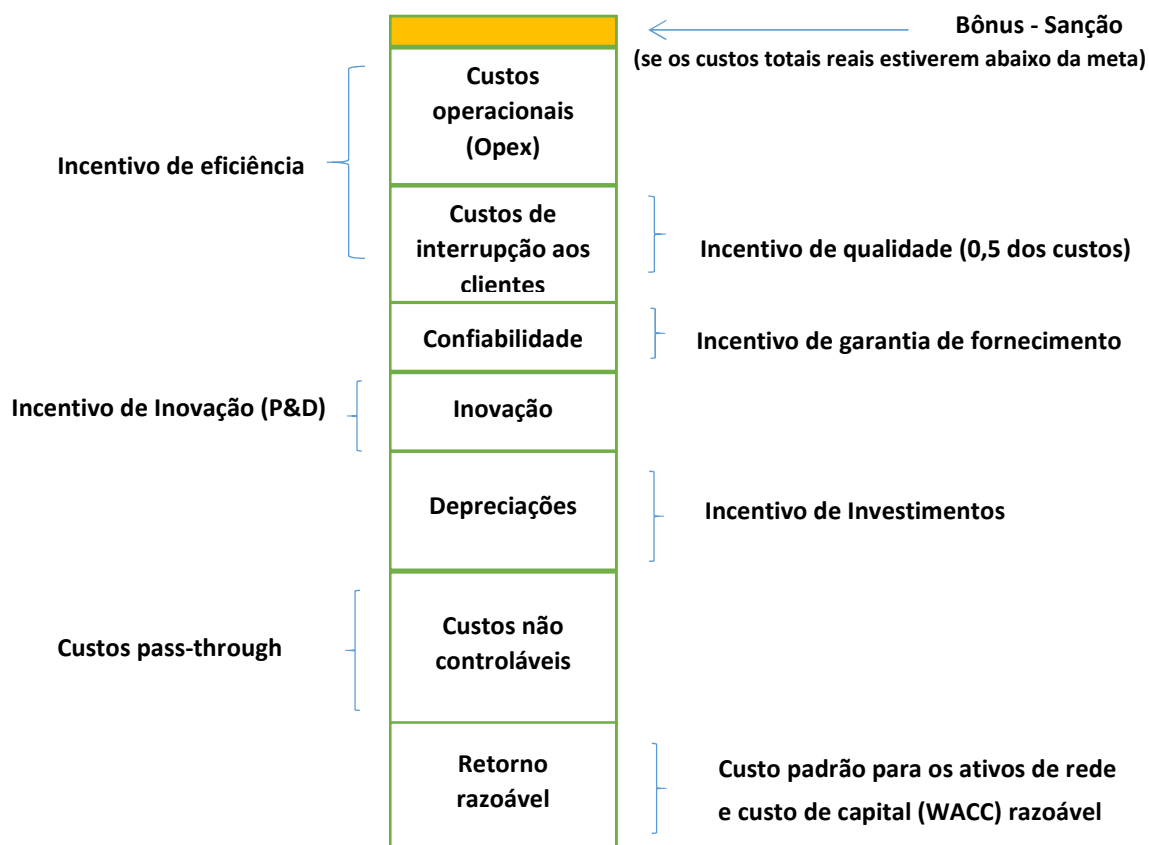 Bônus - Sanção
(se os custos totais reais estiverem abaixo da meta)
Custos
operacionais
(Opex)
Incentivo de eficiência
Custos de
interrupção aos
clientes
Incentivo de qualidade (0,5 dos custos)
Confiabilidade
Incentivo de garantia de fornecimento
Incentivo de Inovação (P&D)
Inovação
Depreciações
Incentivo de Investimentos
Custos pass-through
Custos não
controláveis
Retorno
razoável
Custo padrão para os ativos de rede
e custo de capital (WACC) razoável